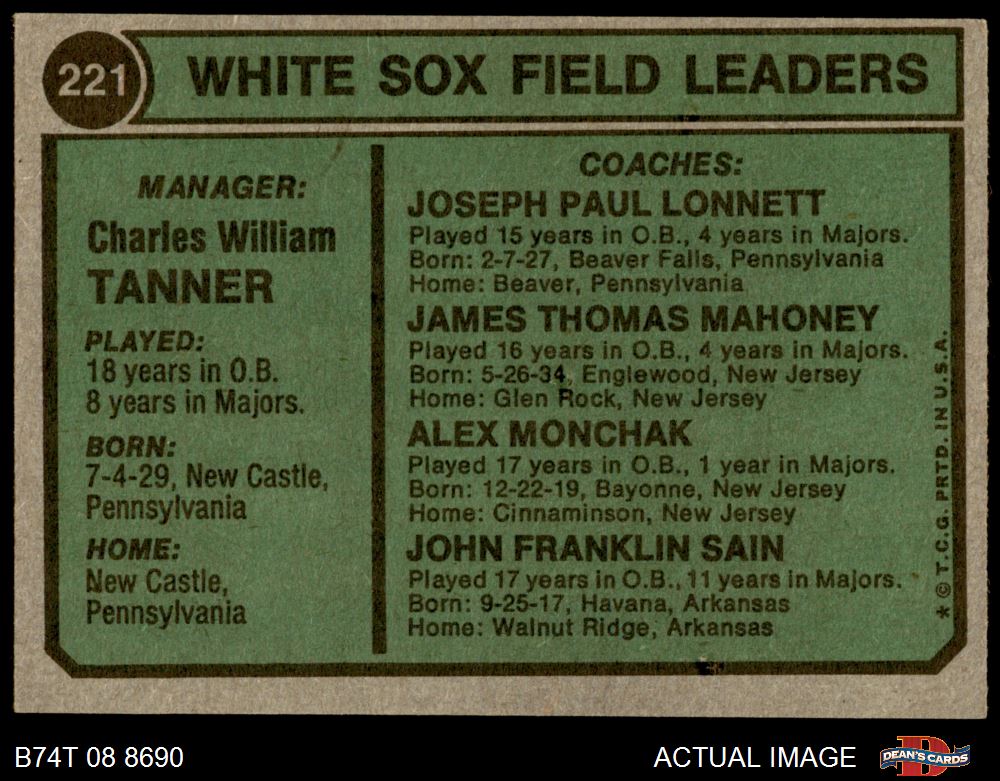 221
WHITE SOX FIELD LEADERS
MANAGER:
Charles William
TANNER
PLAYED:
18 years in O.B.
8 years in Majors.
BORN:
7-4-29, New Castle,
Pennsylvania
HOME:
New Castle,
Pennsylvania
COACHES:
JOSEPH PAUL LONNETT
Played 15 years in O.B., 4 years in Majors.
Born: 2-7-27, Beaver Falls, Pennsylvania
Home: Beaver, Pennsylvania
JAMES THOMAS MAHONEY
Played 16 years in O.B., 4 years in Majors.
Born: 5-26-34, Englewood, New Jersey
Home: Glen Rock, New Jersey
ALEX MONCHAK
Played 17 years in O.B., 1 year in Majors.
Born: 12-22-19, Bayonne, New Jersey
Home: Cinnaminson, New Jersey
JOHN FRANKLIN SAIN
Played 17 years in O.B., 11 years in Majors.
Born: 9-25-17, Havana, Arkansas
Home: Walnut Ridge, Arkansas
* © T.C.G. PRTD. IN U.S.A.
B74T 08 8690
ACTUAL IMAGE
D
DEAN'S CARDS